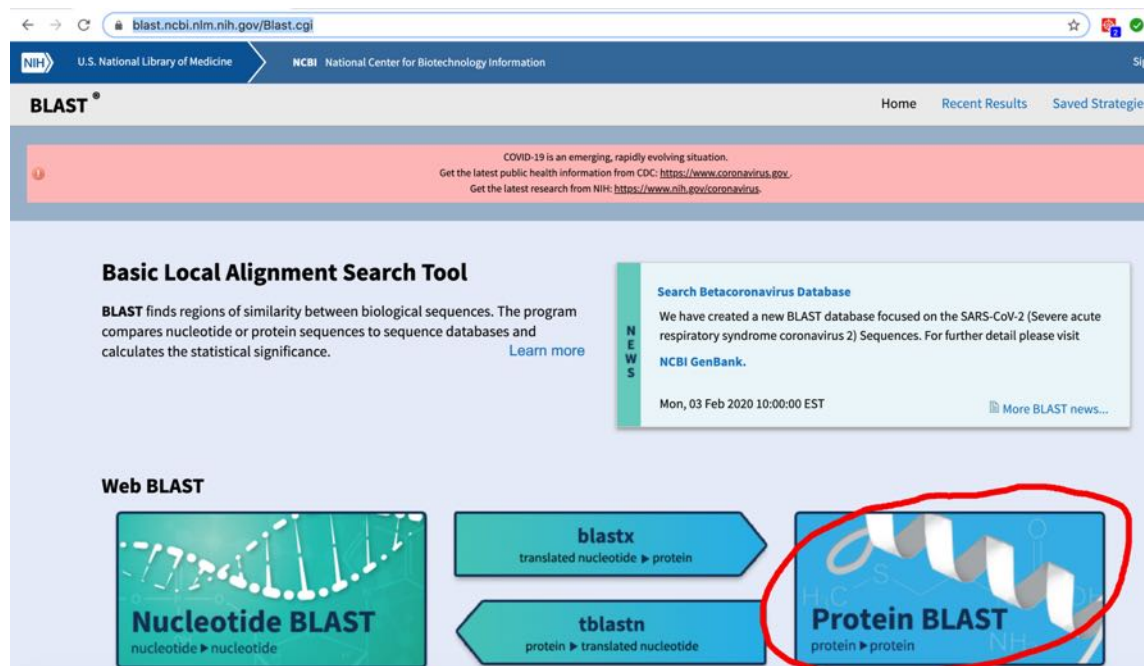 blast.ncbi.nlm.nih.gov/Blast.cgi
2
NIH U.S. National Library of Medicine NCBI National Center for Biotechnology Information
BLAST ® Home Recent Results Saved Strategie
COVID-19 is an emerging, rapidly evolving situation.
Get the latest public health information from CDC: https://www.coronavirus.gov .
Get the latest research from NIH: https://www.nih.gov/coronavirus.
Basic Local Alignment Search Tool
BLAST finds regions of similarity between biological sequences. The program
compares nucleotide or protein sequences to sequence databases and
calculates the statistical significance. Learn more
NEWS
Search Betacoronavirus Database
We have created a new BLAST database focused on the SARS-CoV-2 (Severe acute
respiratory syndrome coronavirus 2) Sequences. For further detail please visit
NCBI GenBank.
Mon, 03 Feb 2020 10:00:00 EST More BLAST news...
Web BLAST
Nucleotide BLAST
nucleotide ▶ nucleotide
blastx
translated nucleotide ▶ protein
tblastn
protein ▶ translated nucleotide
O
S
H₃C
OH
NH
Protein BLAST
protein ▶ protein